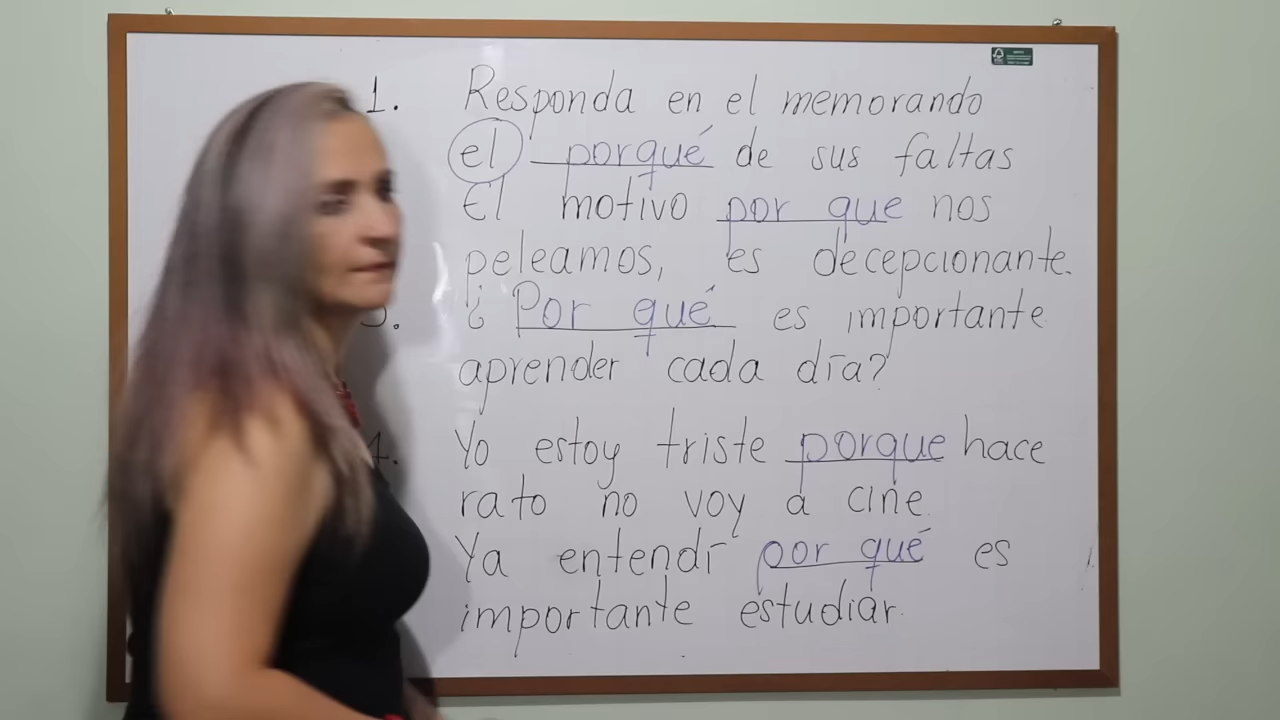 1. Responda en el memorando
el porqué de sus faltas
El motivo por que nos
peleamos, es decepcionante.
3. ¿Por qué es importante
aprender cada día?
4. Yo estoy triste porque hace
rato no voy a cine.
Ya entendí por qué es
importante estudiar.